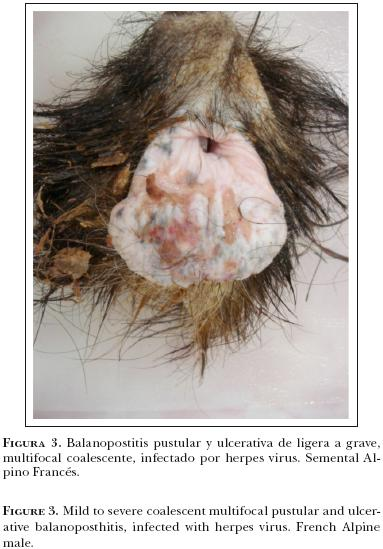 FIGURA 3. Balanopostitis pustular y ulcerativa de ligera a grave,
multifocal coalescente, infectado por herpes virus. Semental Al-
pino Francés.
FIGURE 3. Mild to severe coalescent multifocal pustular and ulcer-
ative balanoposthitis, infected with herpes virus. French Alpine
male.